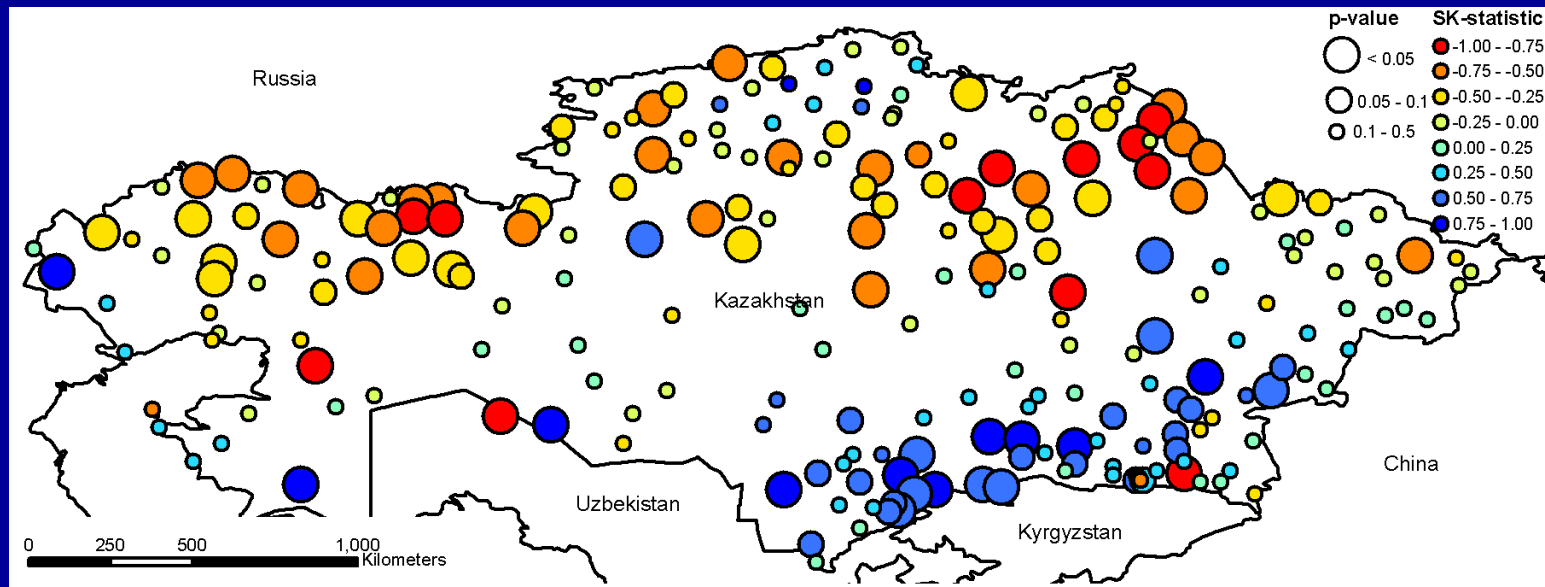 p-value
< 0.05
0.05 - 0.1
0.1 - 0.5
SK-statistic
-1.00 - -0.75
-0.75 - -0.50
-0.50 - -0.25
-0.25 - 0.00
0.00 - 0.25
0.25 - 0.50
0.50 - 0.75
0.75 - 1.00
Russia
Kazakhstan
China
Uzbekistan
Kyrgyzstan
0 250 500 1,000
Kilometers